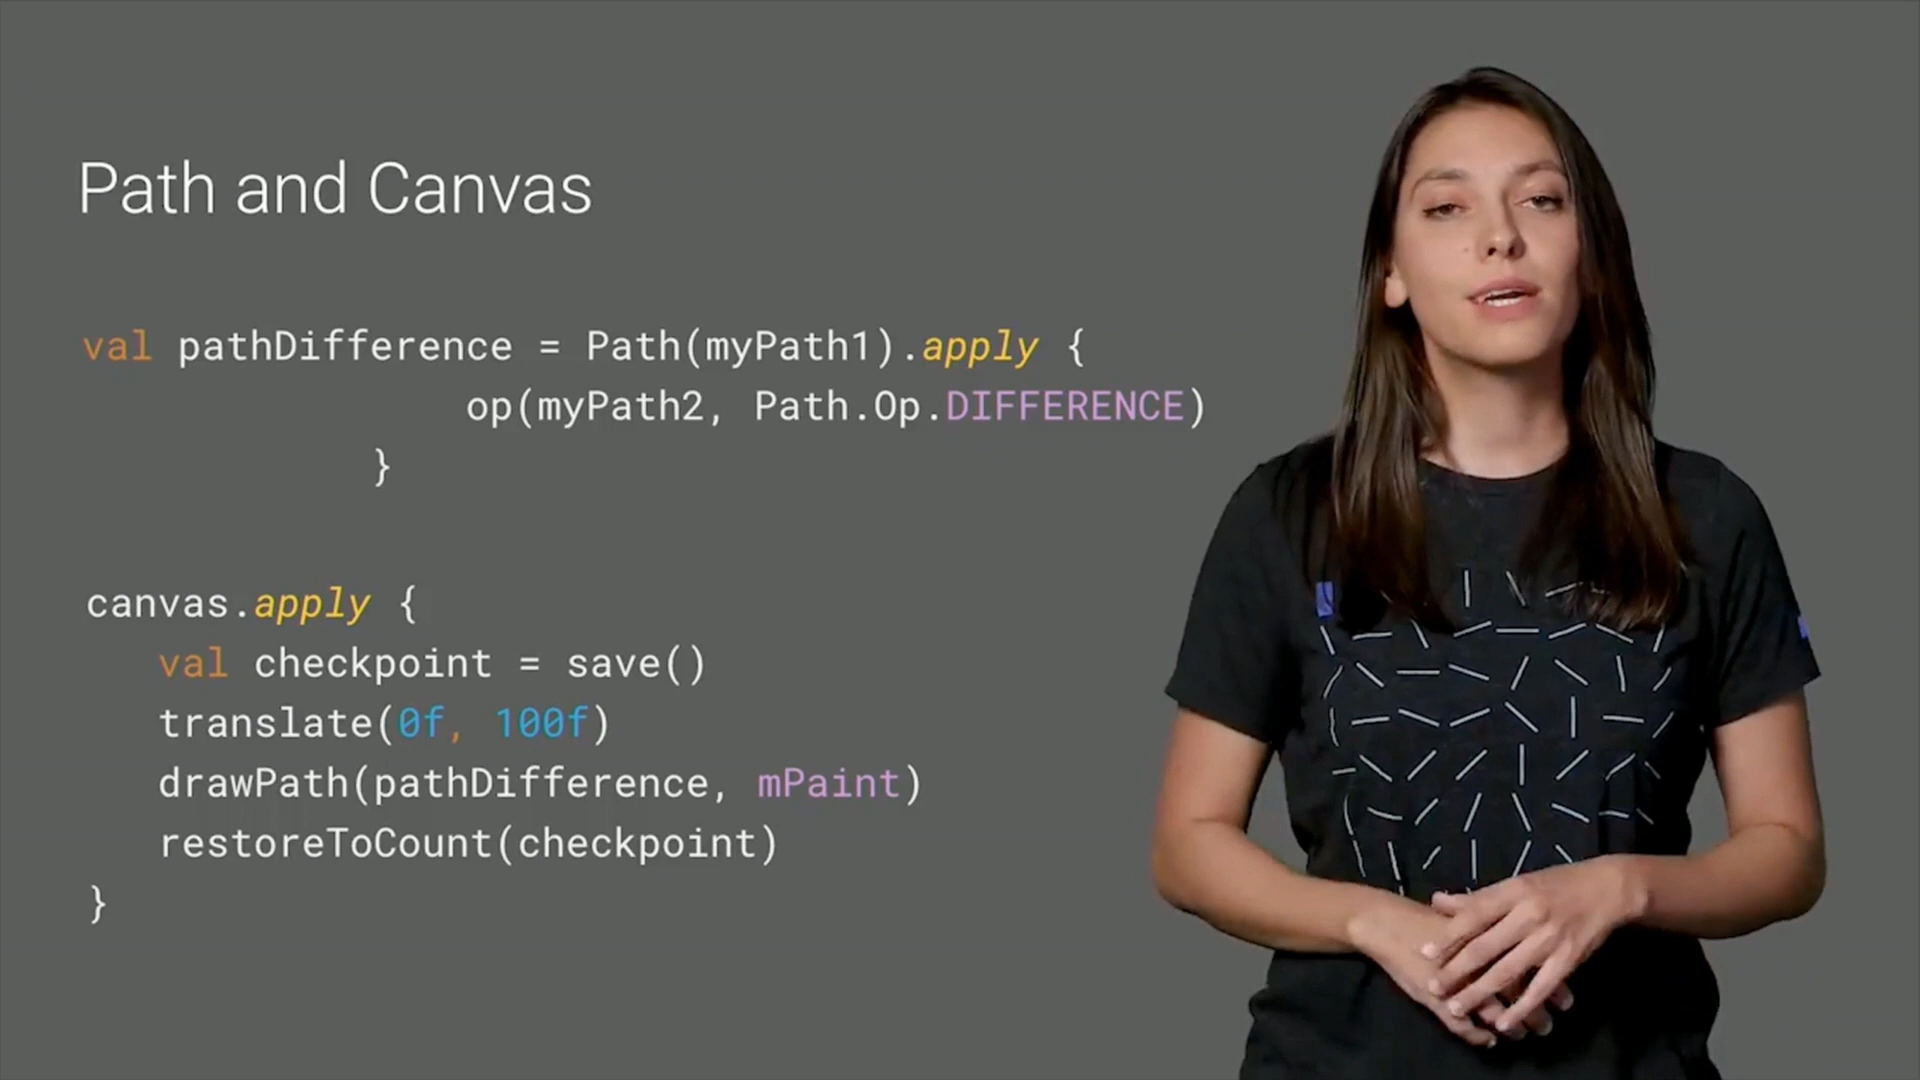 Path and Canvas
val pathDifference = Path(myPath1).apply {
op(myPath2, Path.Op.DIFFERENCE)
}
canvas.apply {
val checkpoint = save()
translate(0f, 100f)
drawPath(pathDifference, mPaint)
restoreToCount(checkpoint)
}